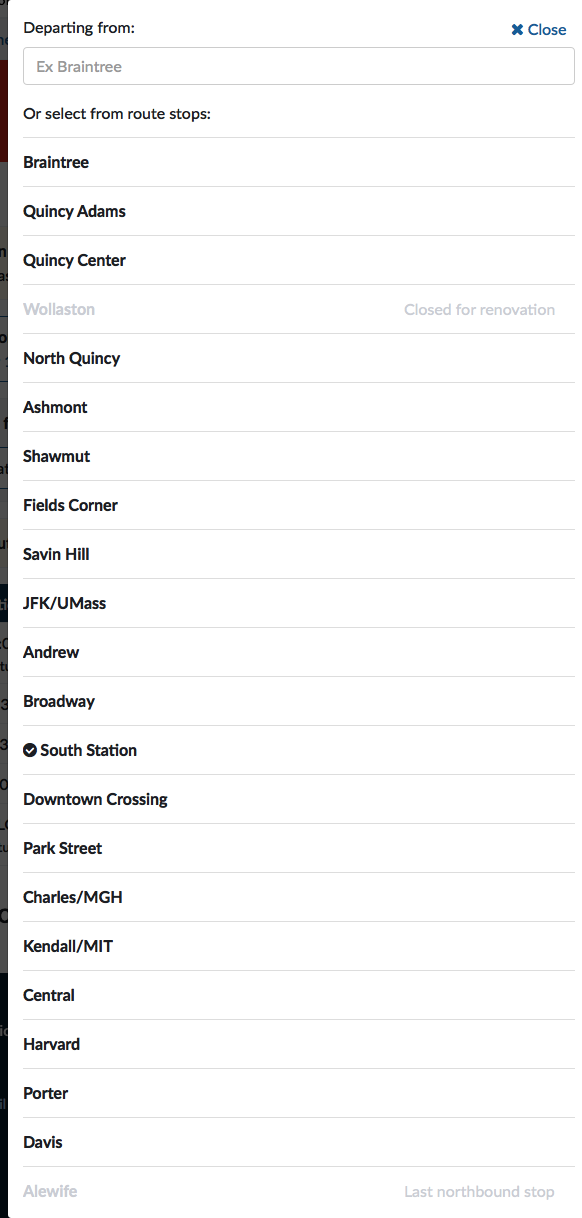 Departing from:
Close
Ex Braintree
Or select from route stops:
Braintree
Quincy Adams
Quincy Center
Wollaston Closed for renovation
North Quincy
Ashmont
Shawmut
Fields Corner
Savin Hill
JFK/UMass
Andrew
Broadway
South Station
Downtown Crossing
Park Street
Charles/MGH
Kendall/MIT
Central
Harvard
Porter
Davis
Alewife Last northbound stop